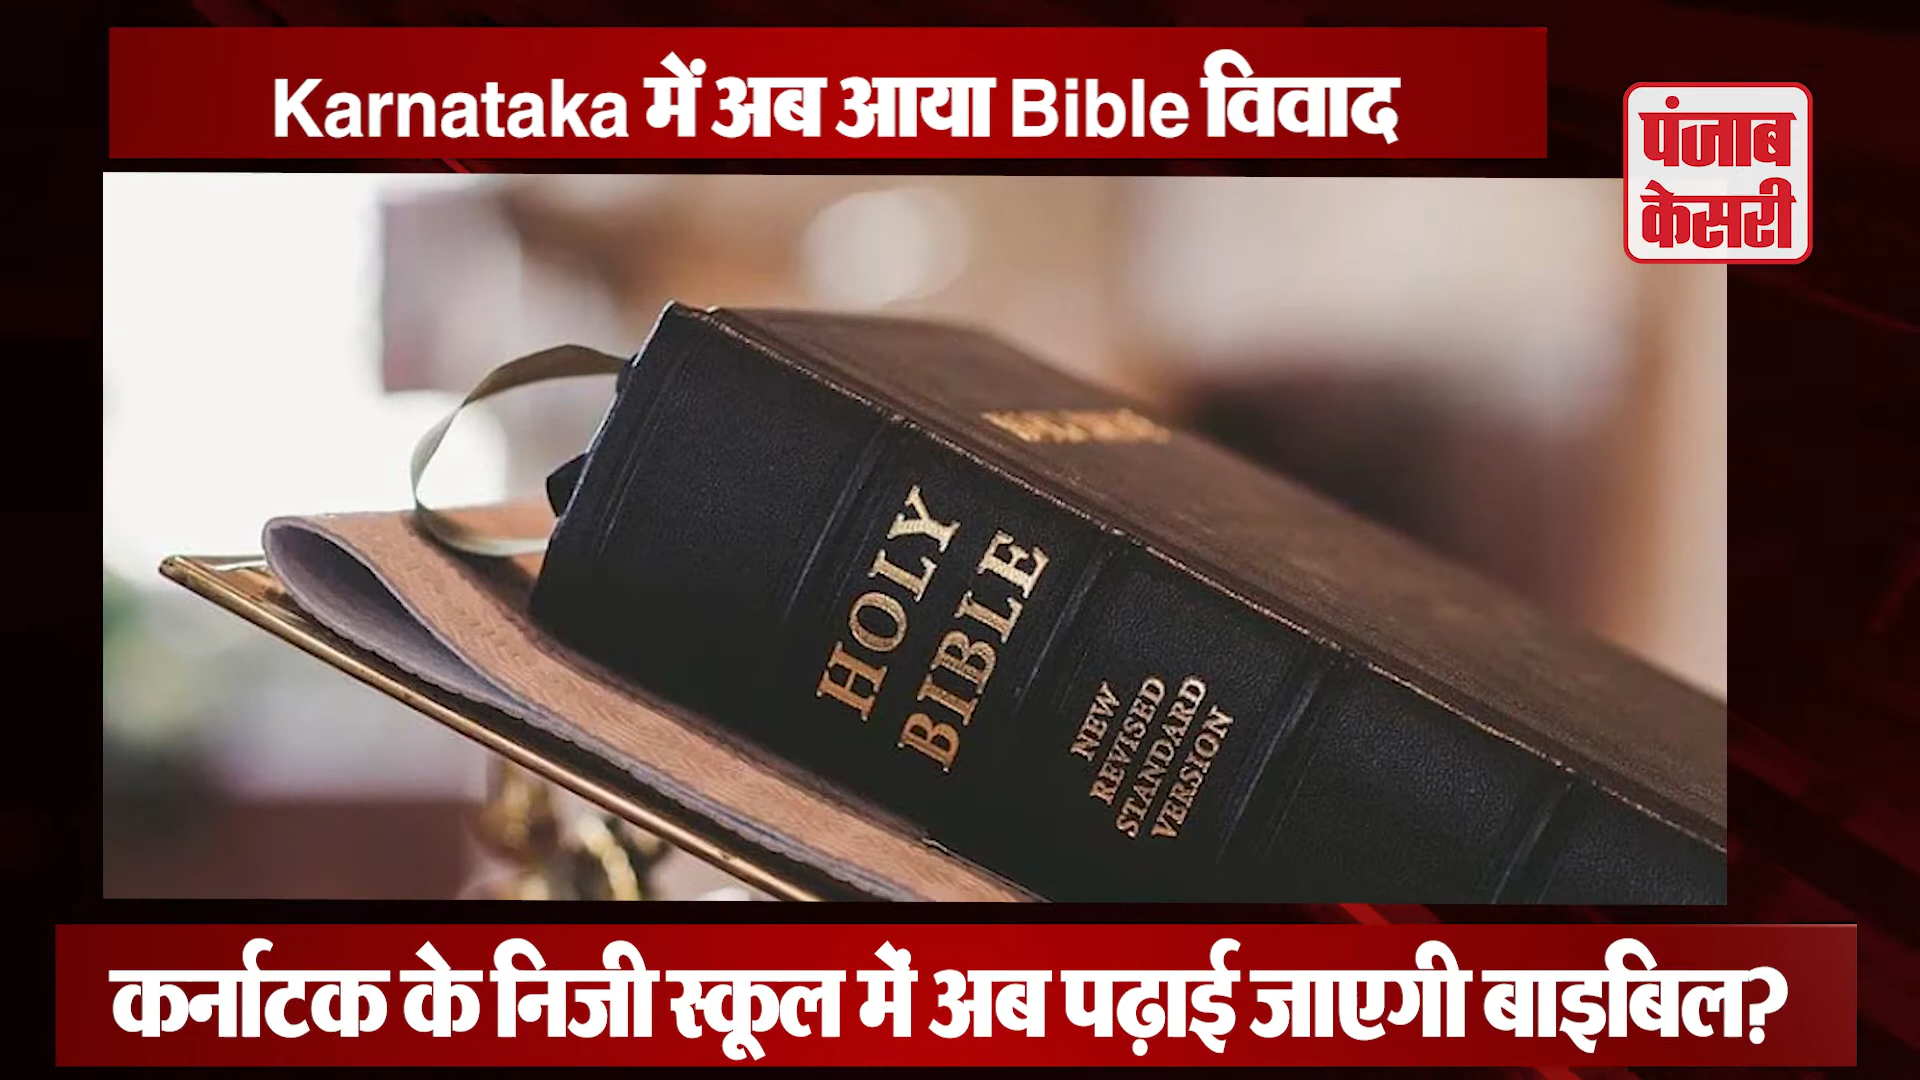 Karnataka में अब आया Bible विवाद
पंजाब
केसरी
HOLY
BIBLE
NEW
REVISED
STANDARD
VERSION
कर्नाटक के निजी स्कूल में अब पढ़ाई जाएगी बाइबिल?